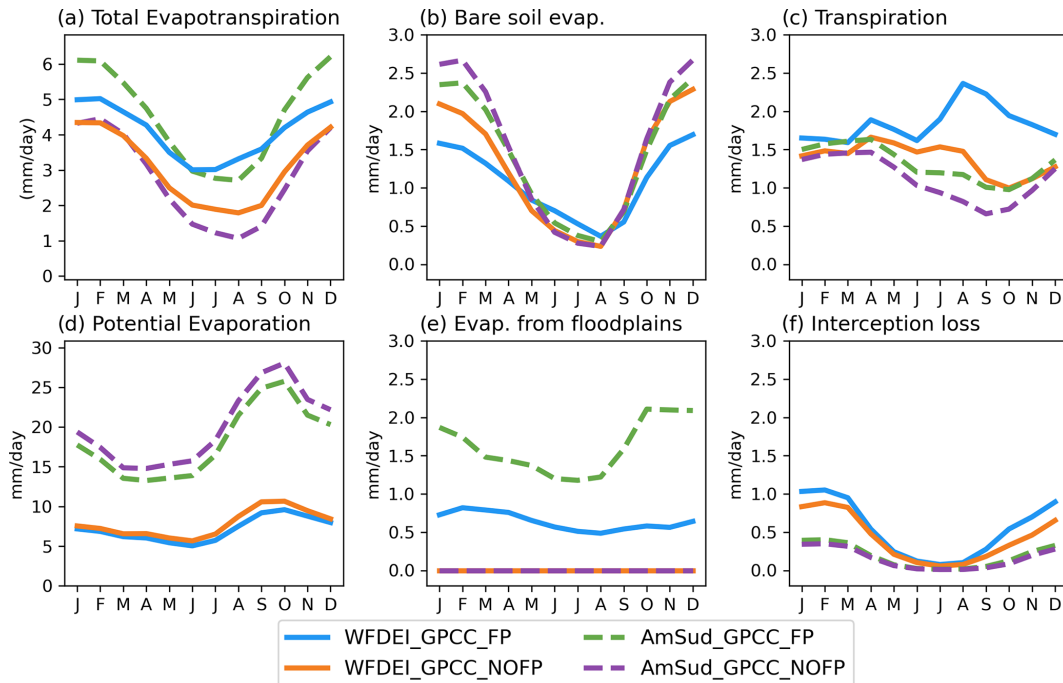 (a) Total Evapotranspiration
(b) Bare soil evap.
(c) Transpiration
(mm/day)
6
5
4
3
2
1
0
J F M A M J J A S O N D
mm/day
3.0
2.5
2.0
1.5
1.0
0.5
0.0
J F M A M J J A S O N D
mm/day
3.0
2.5
2.0
1.5
1.0
0.5
0.0
J F M A M J J A S O N D
(d) Potential Evaporation
(e) Evap. from floodplains
(f) Interception loss
mm/day
30
25
20
15
10
5
0
J F M A M J J A S O N D
mm/day
3.0
2.5
2.0
1.5
1.0
0.5
0.0
J F M A M J J A S O N D
mm/day
3.0
2.5
2.0
1.5
1.0
0.5
0.0
J F M A M J J A S O N D
WFDEI_GPCC_FP
WFDEI_GPCC_NOFP
AmSud_GPCC_FP
AmSud_GPCC_NOFP